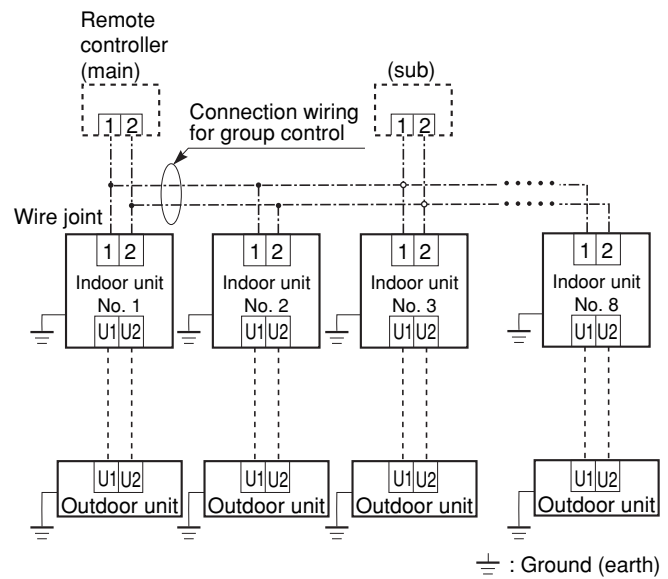 Remote
controller
(main)
(sub)
1 2
1 2
Connection wiring
for group control
Wire joint
1 2
1 2
1 2
1 2
Indoor unit
No. 1
Indoor unit
No. 2
Indoor unit
No. 3
Indoor unit
No. 8
U1 U2
U1 U2
U1 U2
U1 U2
U1 U2
U1 U2
U1 U2
U1 U2
Outdoor unit
Outdoor unit
Outdoor unit
Outdoor unit
: Ground (earth)